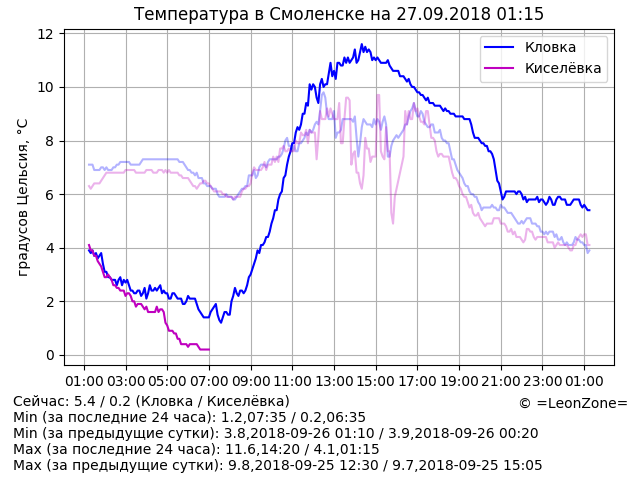 Температура в Смоленске на 27.09.2018 01:15
12
10
8
6
4
2
0
градусов Цельсия, °C
Кловка
Киселёвка
01:00 03:00 05:00 07:00 09:00 11:00 13:00 15:00 17:00 19:00 21:00 23:00 01:00
Сейчас: 5.4 / 0.2 (Кловка / Киселёвка)
© =LeonZone=
Min (за последние 24 часа): 1.2,07:35 / 0.2,06:35
Min (за предыдущие сутки): 3.8,2018-09-26 01:10 / 3.9,2018-09-26 00:20
Max (за последние 24 часа): 11.6,14:20 / 4.1,01:15
Max (за предыдущие сутки): 9.8,2018-09-25 12:30 / 9.7,2018-09-25 15:05